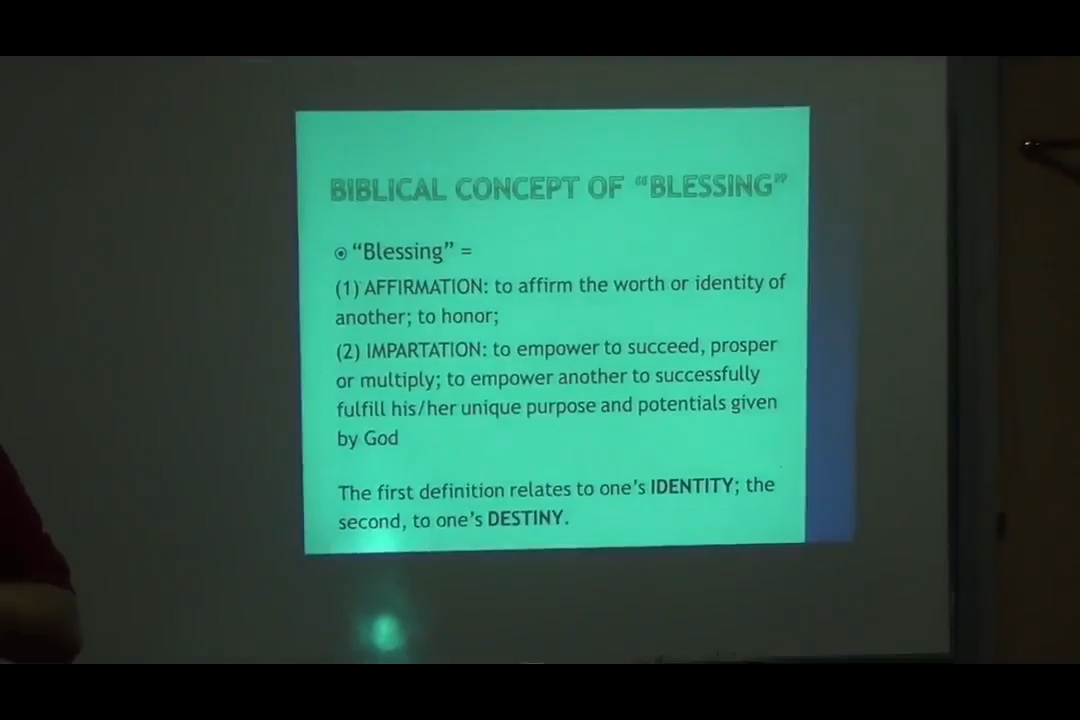 BIBLICAL CONCEPT OF “BLESSING”
“Blessing” =
(1) AFFIRMATION: to affirm the worth or identity of
another; to honor;
(2) IMPARTATION: to empower to succeed, prosper
or multiply; to empower another to successfully
fulfill his/her unique purpose and potentials given
by God
The first definition relates to one’s IDENTITY; the
second, to one’s DESTINY.